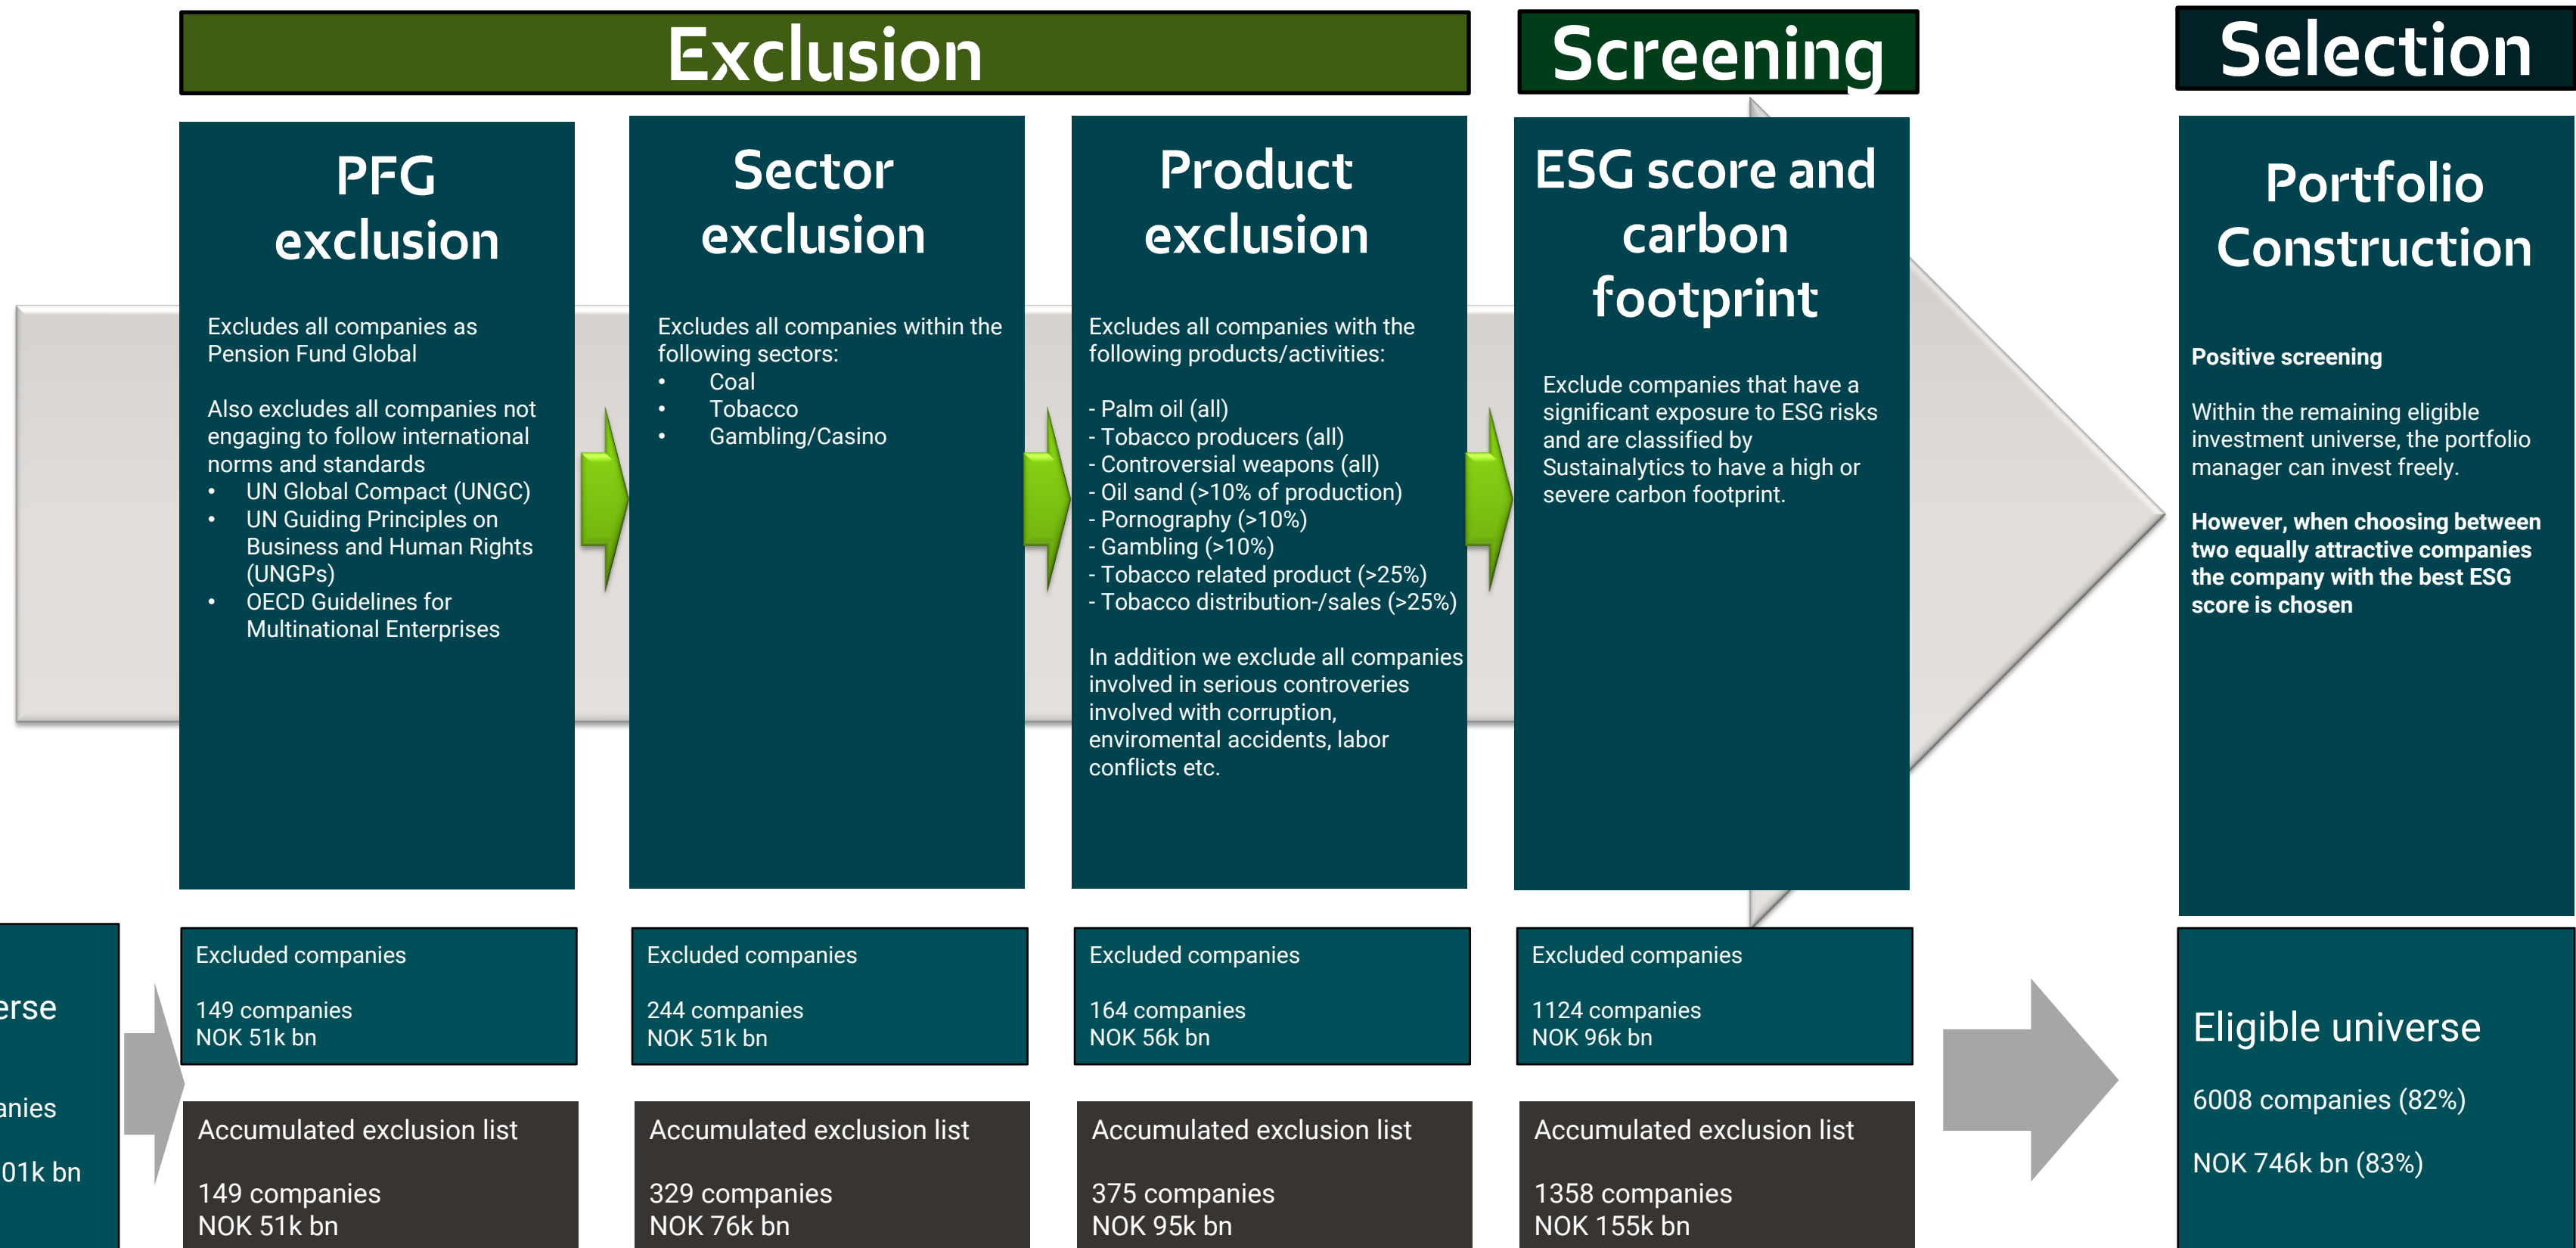 Exclusion
Screening
Selection
PFG
exclusion
Excludes all companies as
Pension Fund Global
Also excludes all companies not
engaging to follow international
norms and standards
• UN Global Compact (UNGC)
• UN Guiding Principles on
Business and Human Rights
(UNGPs)
• OECD Guidelines for
Multinational Enterprises
Sector
exclusion
Excludes all companies within the
following sectors:
• Coal
• Tobacco
• Gambling/Casino
Product
exclusion
Excludes all companies with the
following products/activities:
- Palm oil (all)
- Tobacco producers (all)
- Controversial weapons (all)
- Oil sand (>10% of production)
- Pornography (>10%)
- Gambling (>10%)
- Tobacco related product (>25%)
- Tobacco distribution-/sales (>25%)
In addition we exclude all companies
involved in serious controveries
involved with corruption,
enviromental accidents, labor
conflicts etc.
ESG score and
carbon
footprint
Exclude companies that have a
significant exposure to ESG risks
and are classified by
Sustainalytics to have a high or
severe carbon footprint.
Portfolio
Construction
Positive screening
Within the remaining eligible
investment universe, the portfolio
manager can invest freely.
However, when choosing between
two equally attractive companies
the company with the best ESG
score is chosen
erse
anies
01k bn
Excluded companies
149 companies
NOK 51k bn
Excluded companies
244 companies
NOK 51k bn
Excluded companies
164 companies
NOK 56k bn
Excluded companies
1124 companies
NOK 96k bn
Accumulated exclusion list
149 companies
NOK 51k bn
Accumulated exclusion list
329 companies
NOK 76k bn
Accumulated exclusion list
375 companies
NOK 95k bn
Accumulated exclusion list
1358 companies
NOK 155k bn
Eligible universe
6008 companies (82%)
NOK 746k bn (83%)